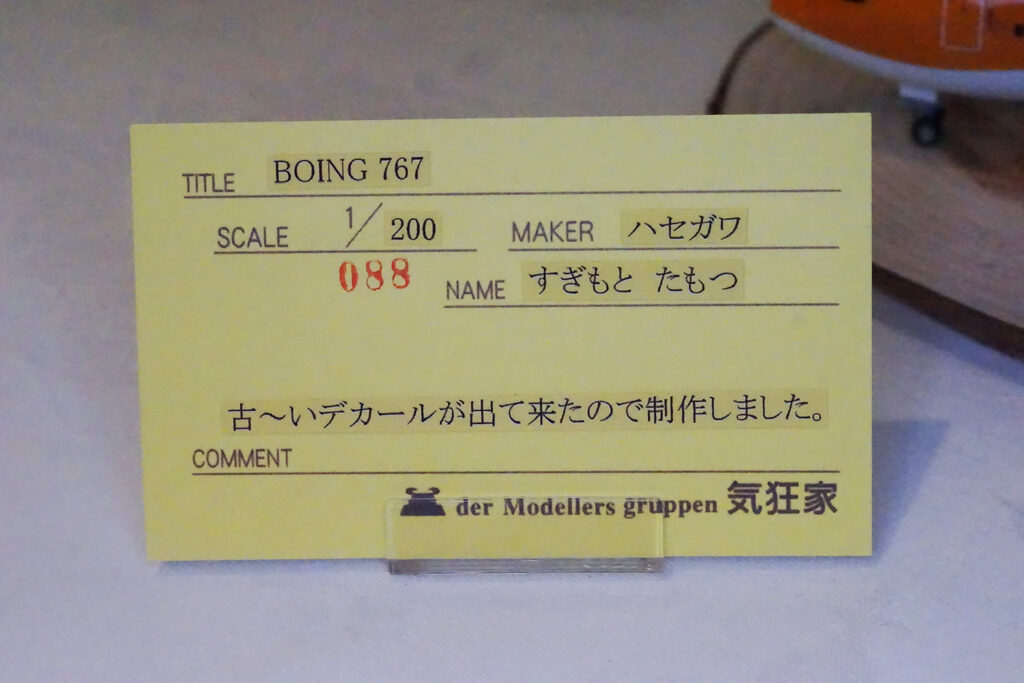 TITLE BOING 767
SCALE 1/200 MAKER ハセガワ
088
NAME すぎもと たもつ
古～いデカールが出て来たので制作しました。
COMMENT
der Modellers gruppen 気狂家